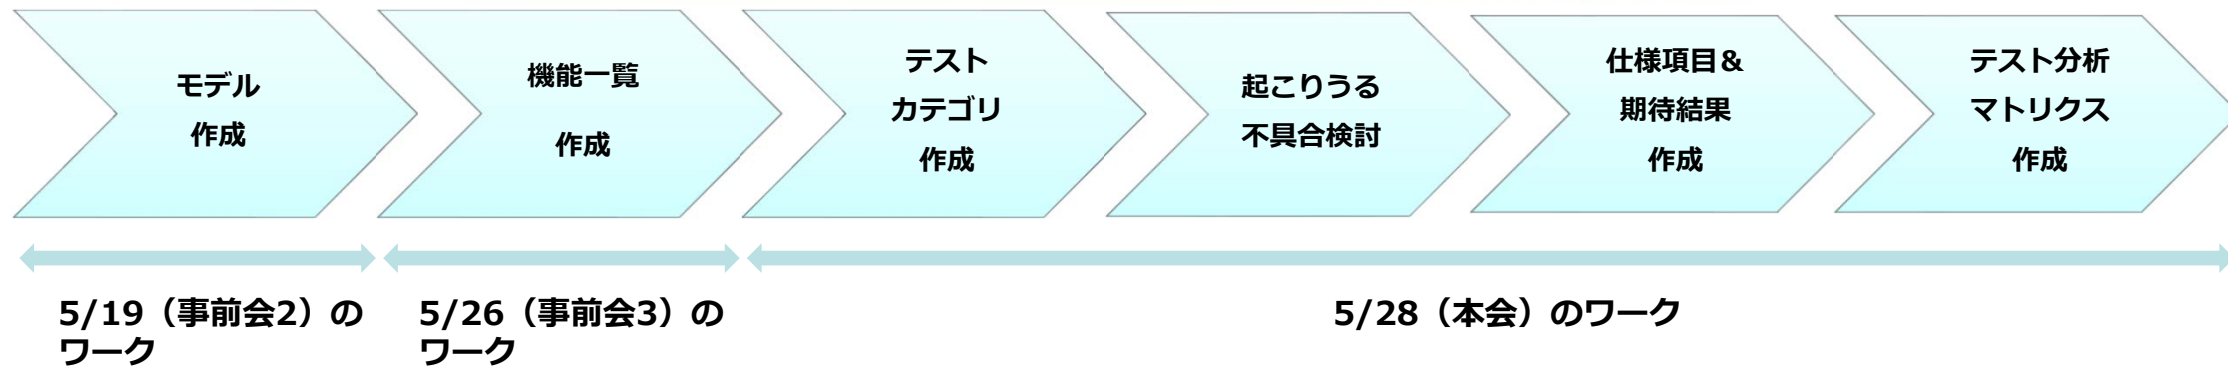 モデル
作成
機能一覧
作成
テスト
カテゴリ
作成
起こりうる
不具合検討
仕様項目＆
期待結果
作成
テスト分析
マトリクス
作成
5/19（事前会2）の
ワーク
5/26（事前会3）の
ワーク
5/28（本会）のワーク